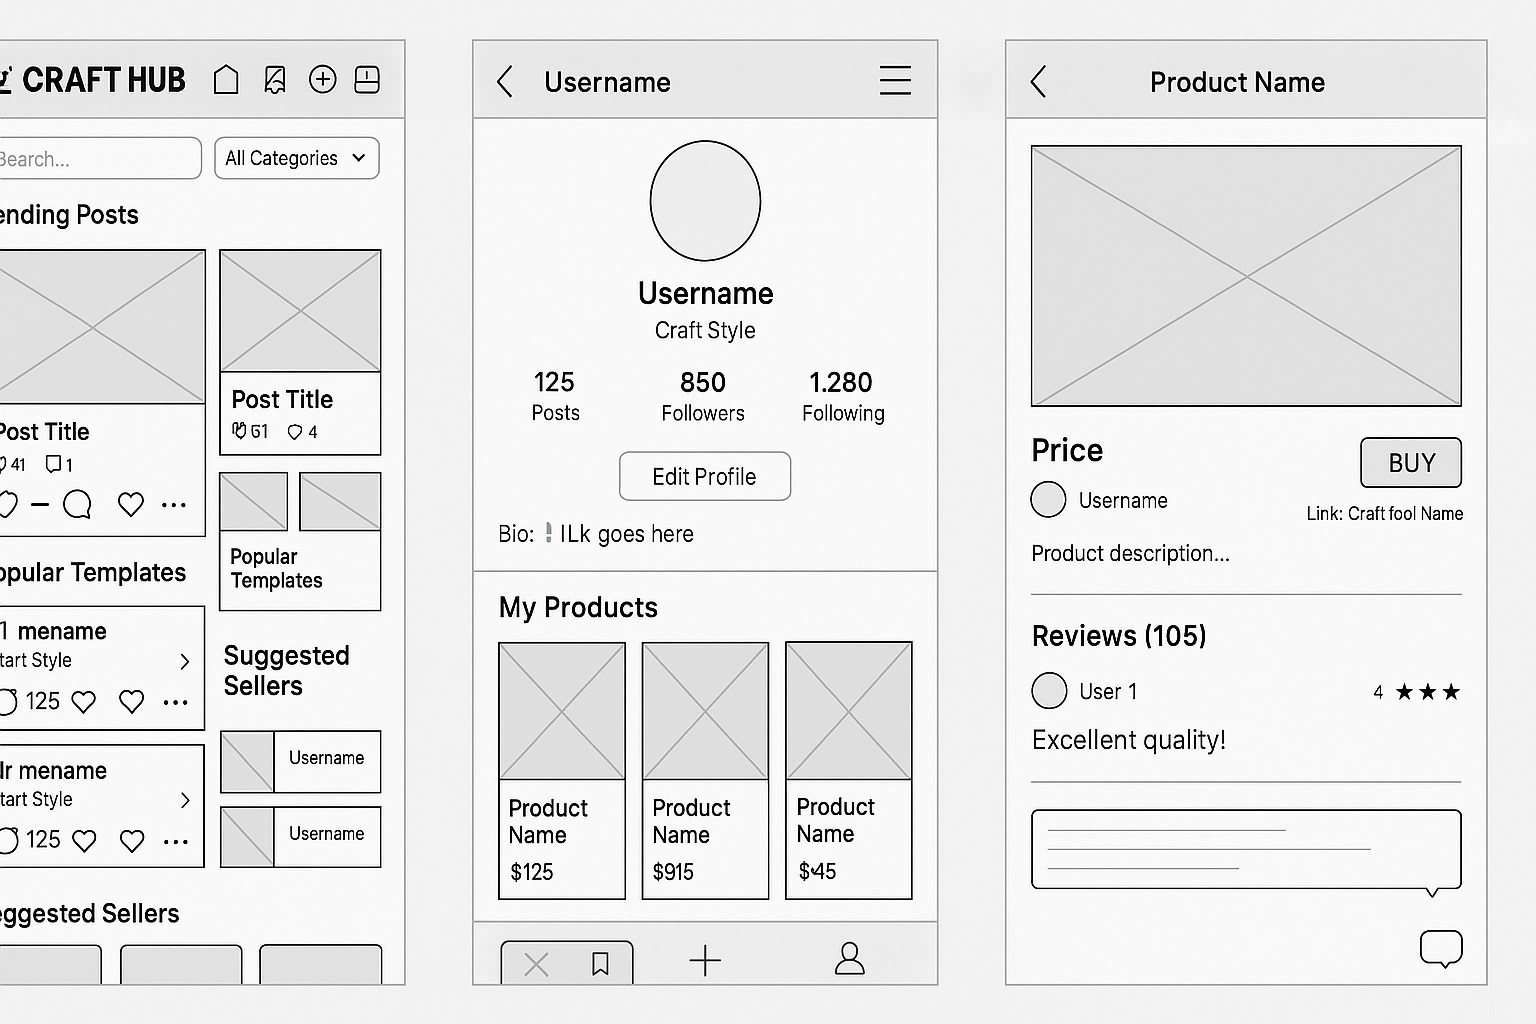 CRAFT HUB
Search...
All Categories
ending Posts
Post Title
41 1
Post Title
61 4
Popular
Templates
opular Templates
1 mename
tart Style
125
Ir mename
tart Style
125
Suggested
Sellers
Username
Username
eggested Sellers
Username
Username
Craft Style
125 850 1.280
Posts Followers Following
Edit Profile
Bio: ILk goes here
My Products
Product
Name
$125
Product
Name
$915
Product
Name
$45
Product Name
Price
BUY
Username
Link: Craft fool Name
Product description...
Reviews (105)
User 1
4 ★★★
Excellent quality!